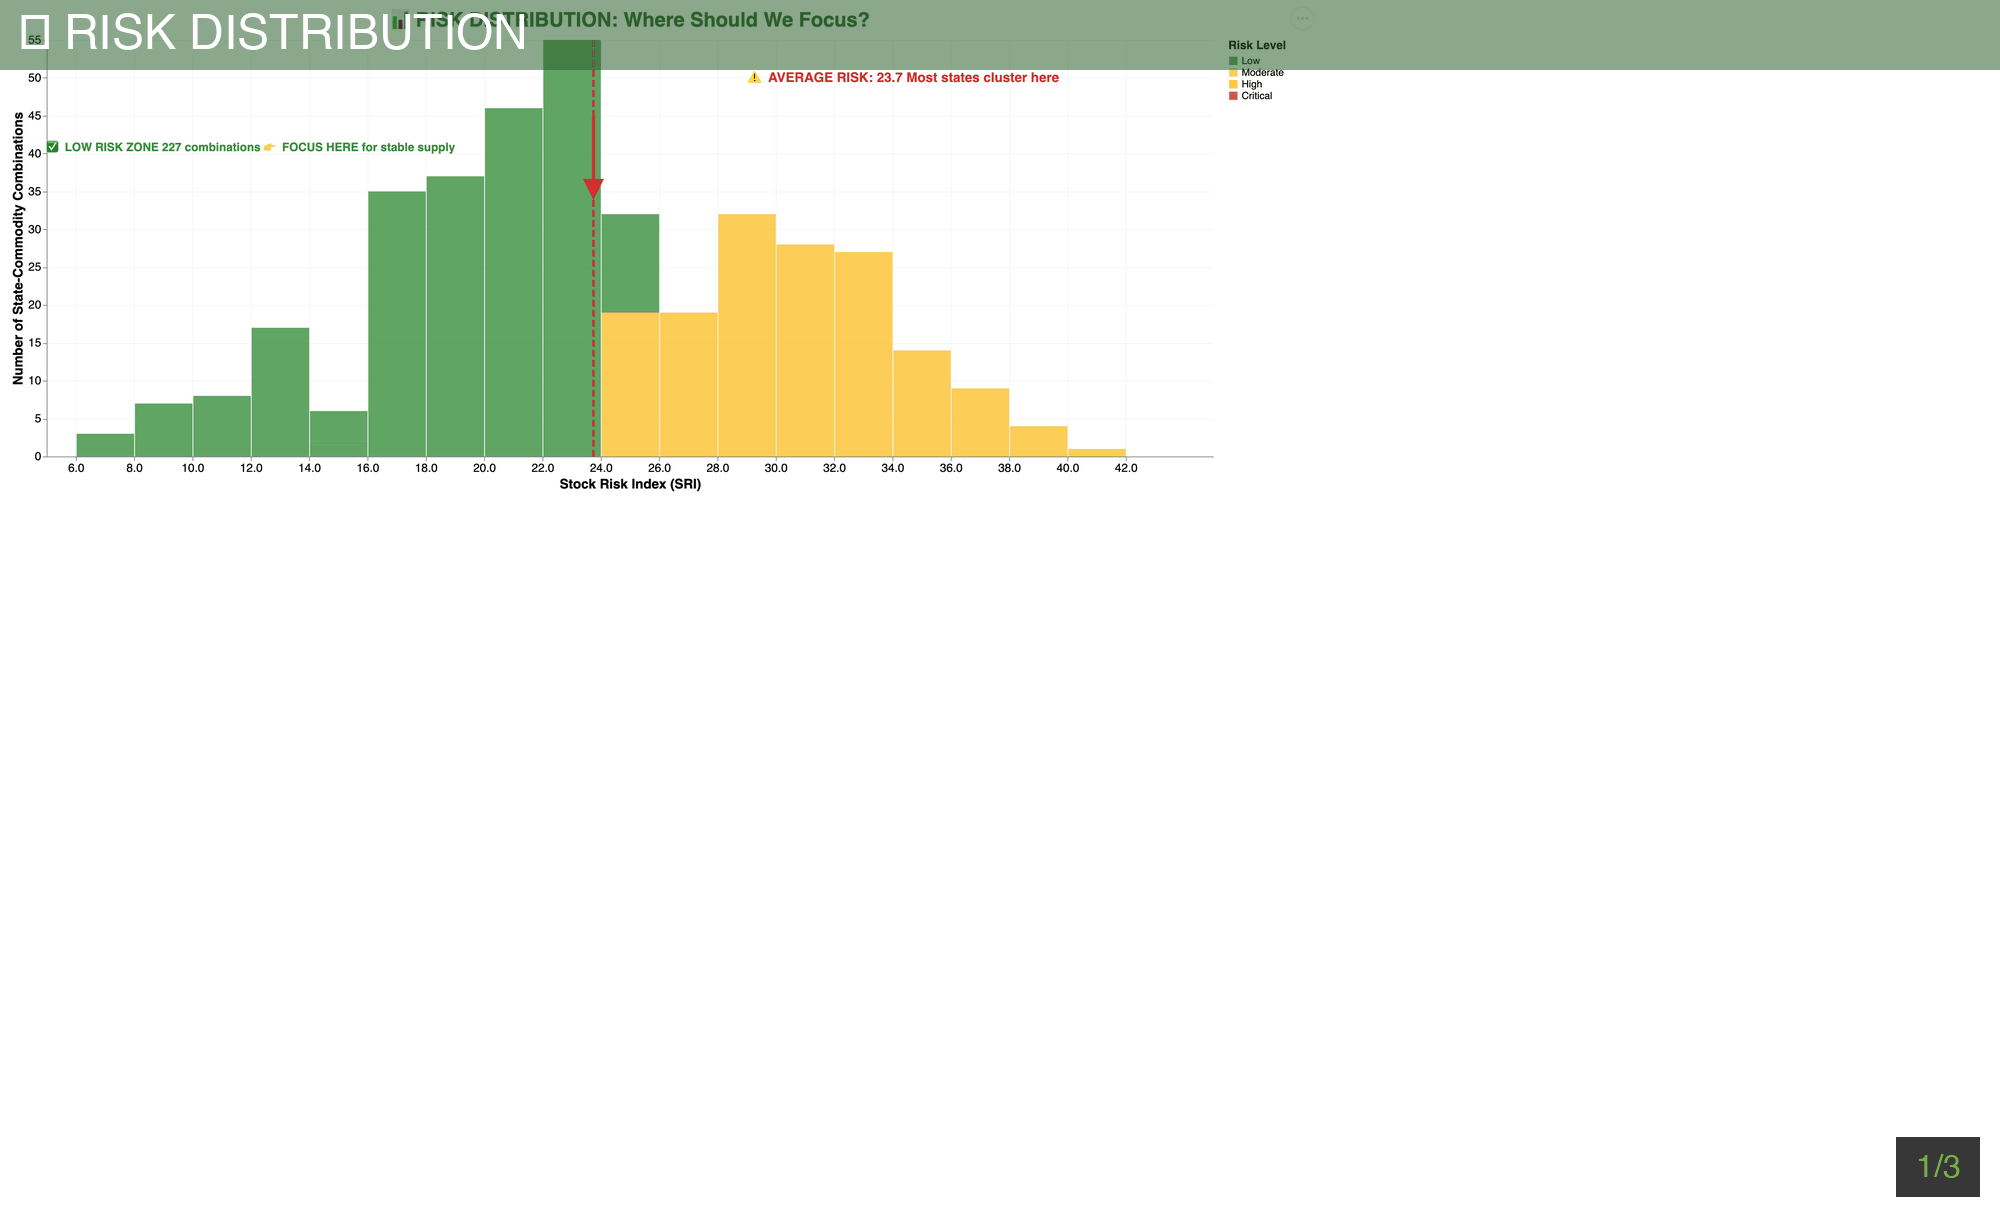 RISK DISTRIBUTION
RISK DISTRIBUTION: Where Should We Focus?
Risk Level
Low
Moderate
High
Critical
⚠️ AVERAGE RISK: 23.7 Most states cluster here
✅ LOW RISK ZONE 227 combinations 👉 FOCUS HERE for stable supply
Number of State-Commodity Combinations
55
50
45
40
35
30
25
20
15
10
5
0
6.0 8.0 10.0 12.0 14.0 16.0 18.0 20.0 22.0 24.0 26.0 28.0 30.0 32.0 34.0 36.0 38.0 40.0 42.0
Stock Risk Index (SRI)
1/3